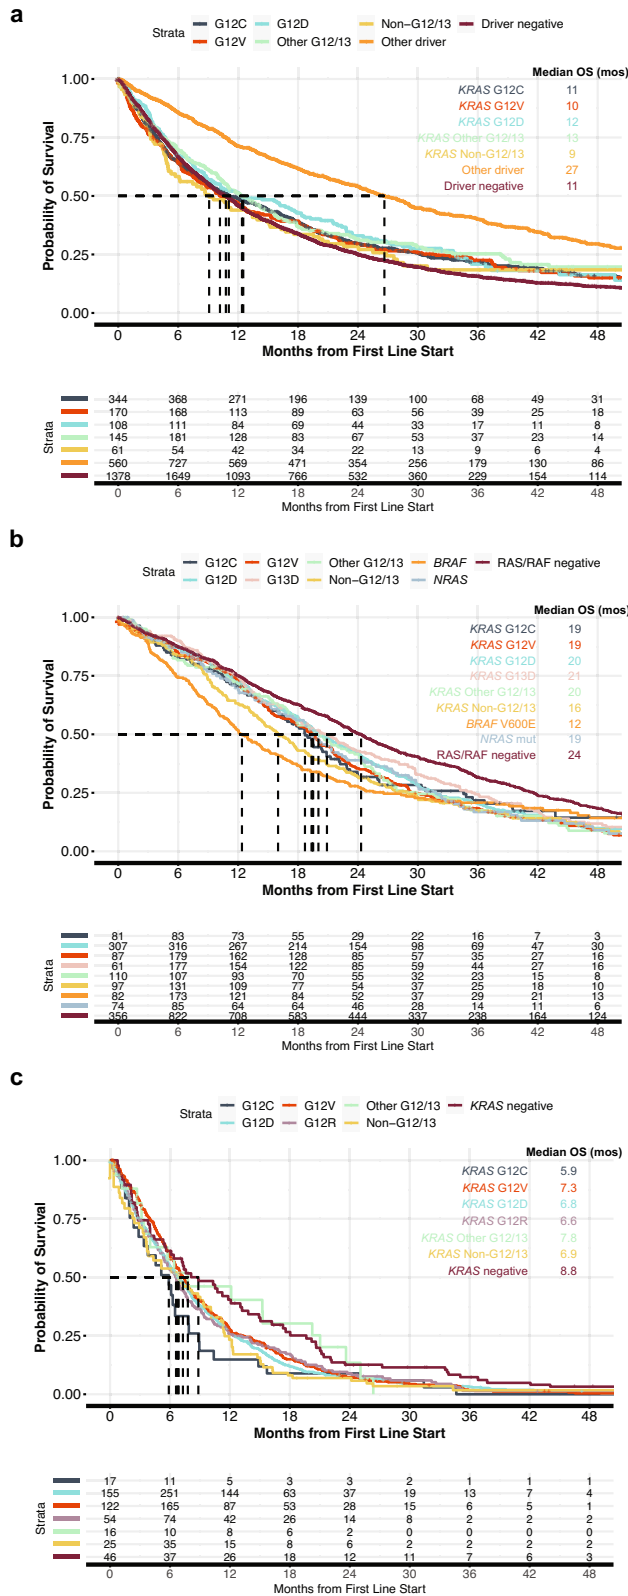 a
Strata G12C G12D Non−G12/13 Driver negative
G12V Other G12/13 Other driver
Median OS (mos)
KRAS G12C 11
KRAS G12V 10
KRAS G12D 12
KRAS Other G12/13 13
KRAS Non-G12/13 9
Other driver 27
Driver negative 11
Probability of Survival
1.00
0.75
0.50
0.25
0.00
0 6 12 18 24 30 36 42 48
Months from First Line Start
Strata
344 368 271 196 139 100 68 49 31
170 168 113 89 63 56 39 25 18
108 111 84 69 44 33 17 11 8
145 181 128 83 67 53 37 23 14
61 54 42 34 22 13 9 6 4
560 727 569 471 354 256 179 130 86
1378 1649 1093 766 532 360 229 154 114
0 6 12 18 24 30 36 42 48
Months from First Line Start
b
Strata G12C G12V Other G12/13 BRAF RAS/RAF negative
G12D G13D Non−G12/13 NRAS
Median OS (mos)
KRAS G12C 19
KRAS G12V 19
KRAS G12D 20
KRAS G13D 21
KRAS Other G12/13 20
KRAS Non-G12/13 16
BRAF V600E 12
NRAS mut 19
RAS/RAF negative 24
Probability of Survival
1.00
0.75
0.50
0.25
0.00
0 6 12 18 24 30 36 42 48
Months from First Line Start
Strata
81 83 73 55 29 22 16 7 3
307 316 267 214 154 98 69 47 30
87 179 162 128 85 57 35 27 16
61 177 154 122 85 59 44 27 16
110 107 93 70 55 32 23 15 8
97 131 109 77 54 37 25 18 10
82 173 121 84 52 37 29 21 13
74 85 64 64 46 28 14 11 6
356 822 708 583 444 337 238 164 124
0 6 12 18 24 30 36 42 48
Months from First Line Start
c
Strata G12C G12V Other G12/13 KRAS negative
G12D G12R Non−G12/13
Median OS (mos)
KRAS G12C 5.9
KRAS G12V 7.3
KRAS G12D 6.8
KRAS G12R 6.6
KRAS Other G12/13 7.8
KRAS Non-G12/13 6.9
KRAS negative 8.8
Probability of Survival
1.00
0.75
0.50
0.25
0.00
0 6 12 18 24 30 36 42 48
Months from First Line Start
Strata
17 11 5 3 3 2 1 1 1
155 251 144 63 37 19 13 7 4
122 165 87 53 28 15 6 5 1
54 74 42 26 14 8 2 2 2
16 10 8 6 2 0 0 0 0
25 35 15 8 6 2 2 2 2
46 37 26 18 12 11 7 6 3
0 6 12 18 24 30 36 42 48
Months from First Line Start